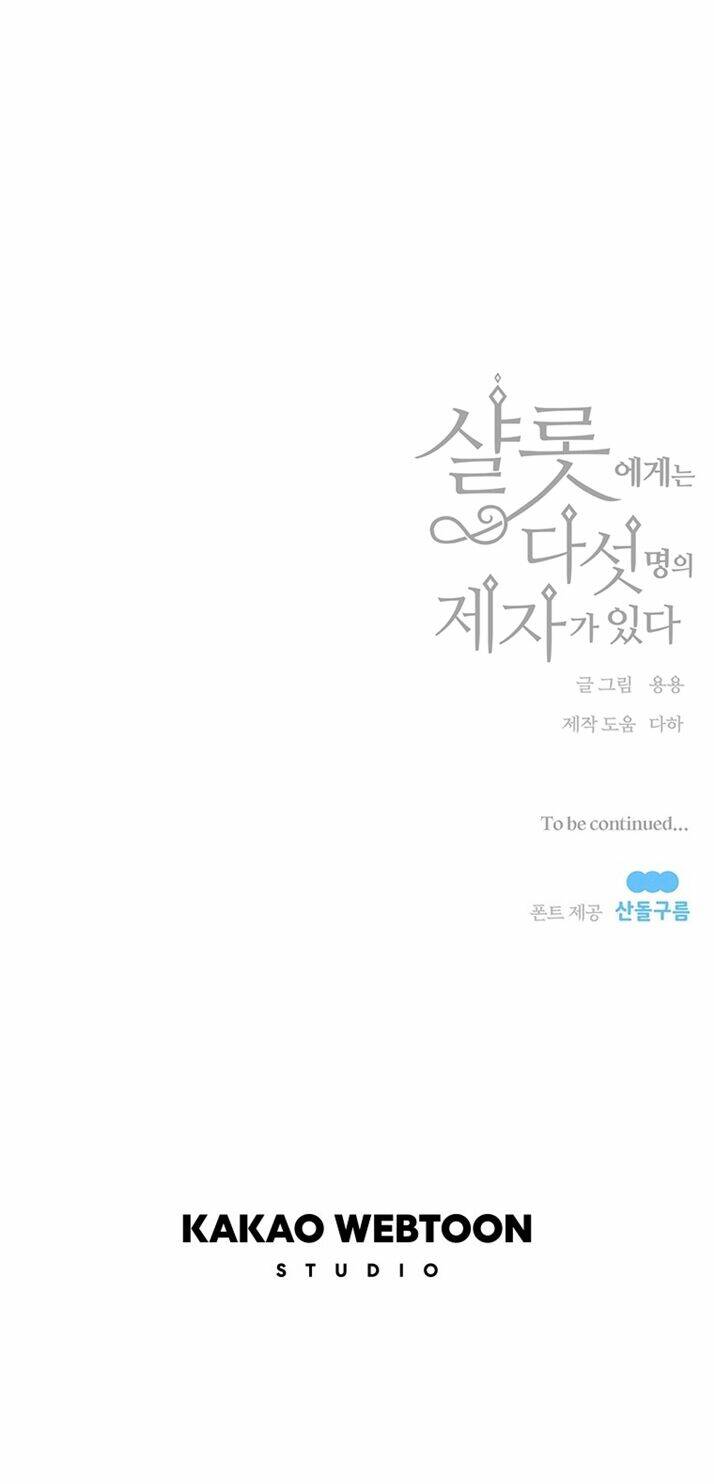 샬롯에게는
다섯명의
제자가 있다
글 그림 용용
제작 도움 다하
To be continued...
폰트 제공 산돌구름
KAKAO WEBTOON
STUDIO